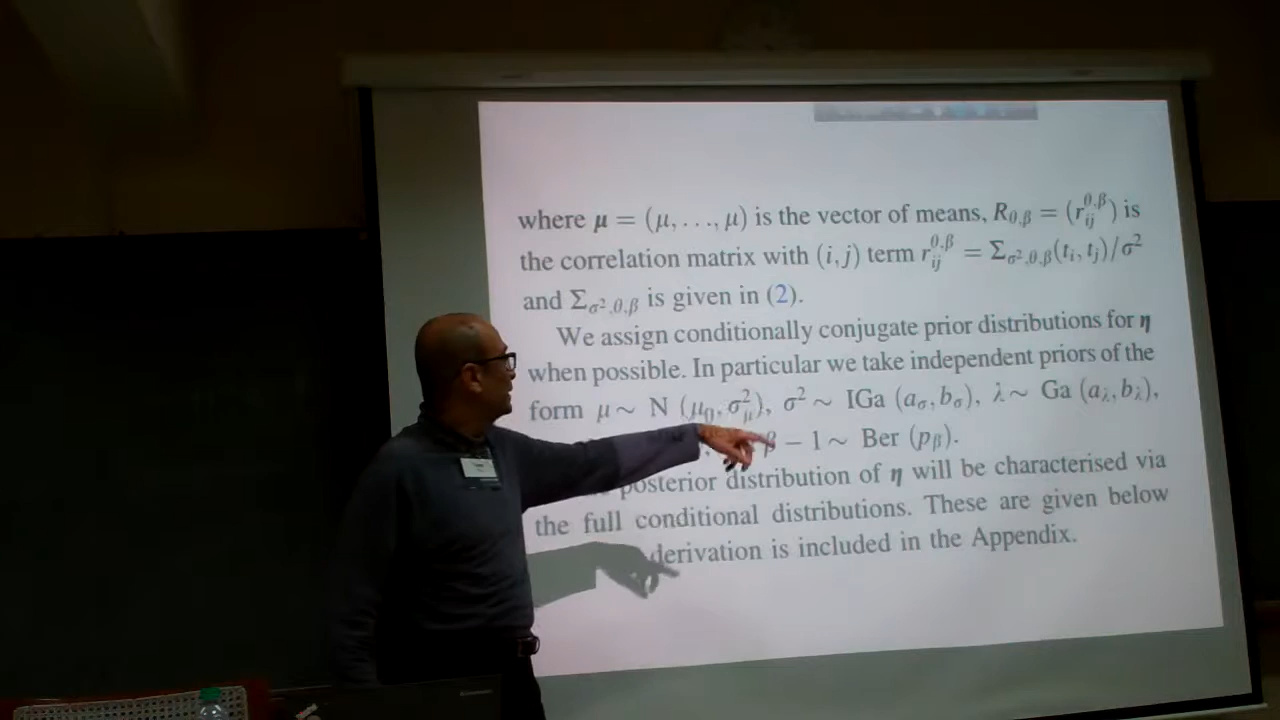 where μ = (μ, . . . , μ) is the vector of means, R_{θ,β} = (r_{ij}^{θ,β}) is
the correlation matrix with (i, j) term r_{ij}^{θ,β} = Σ_{σ²,θ,β}(t_i, t_j)/σ²
and Σ_{σ²,θ,β} is given in (2).
We assign conditionally conjugate prior distributions for η
when possible. In particular we take independent priors of the
form μ ∼ N (μ₀, σ_μ²), σ² ∼ IGa (a_σ, b_σ), λ ∼ Ga (a_λ, b_λ),
β − 1 ∼ Ber (p_β).
posterior distribution of η will be characterised via
the full conditional distributions. These are given below
derivation is included in the Appendix.